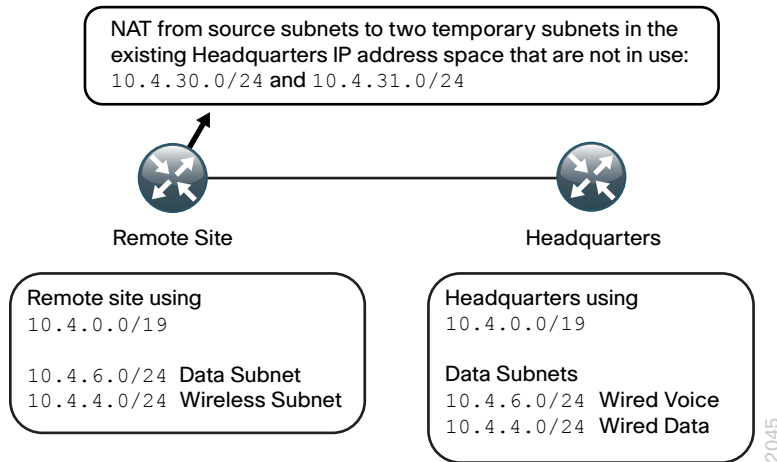 NAT from source subnets to two temporary subnets in the
existing Headquarters IP address space that are not in use:
10.4.30.0/24 and 10.4.31.0/24
Remote Site
Headquarters
Remote site using
10.4.0.0/19
10.4.6.0/24 Data Subnet
10.4.4.0/24 Wireless Subnet
Headquarters using
10.4.0.0/19
Data Subnets
10.4.6.0/24 Wired Voice
10.4.4.0/24 Wired Data
2045